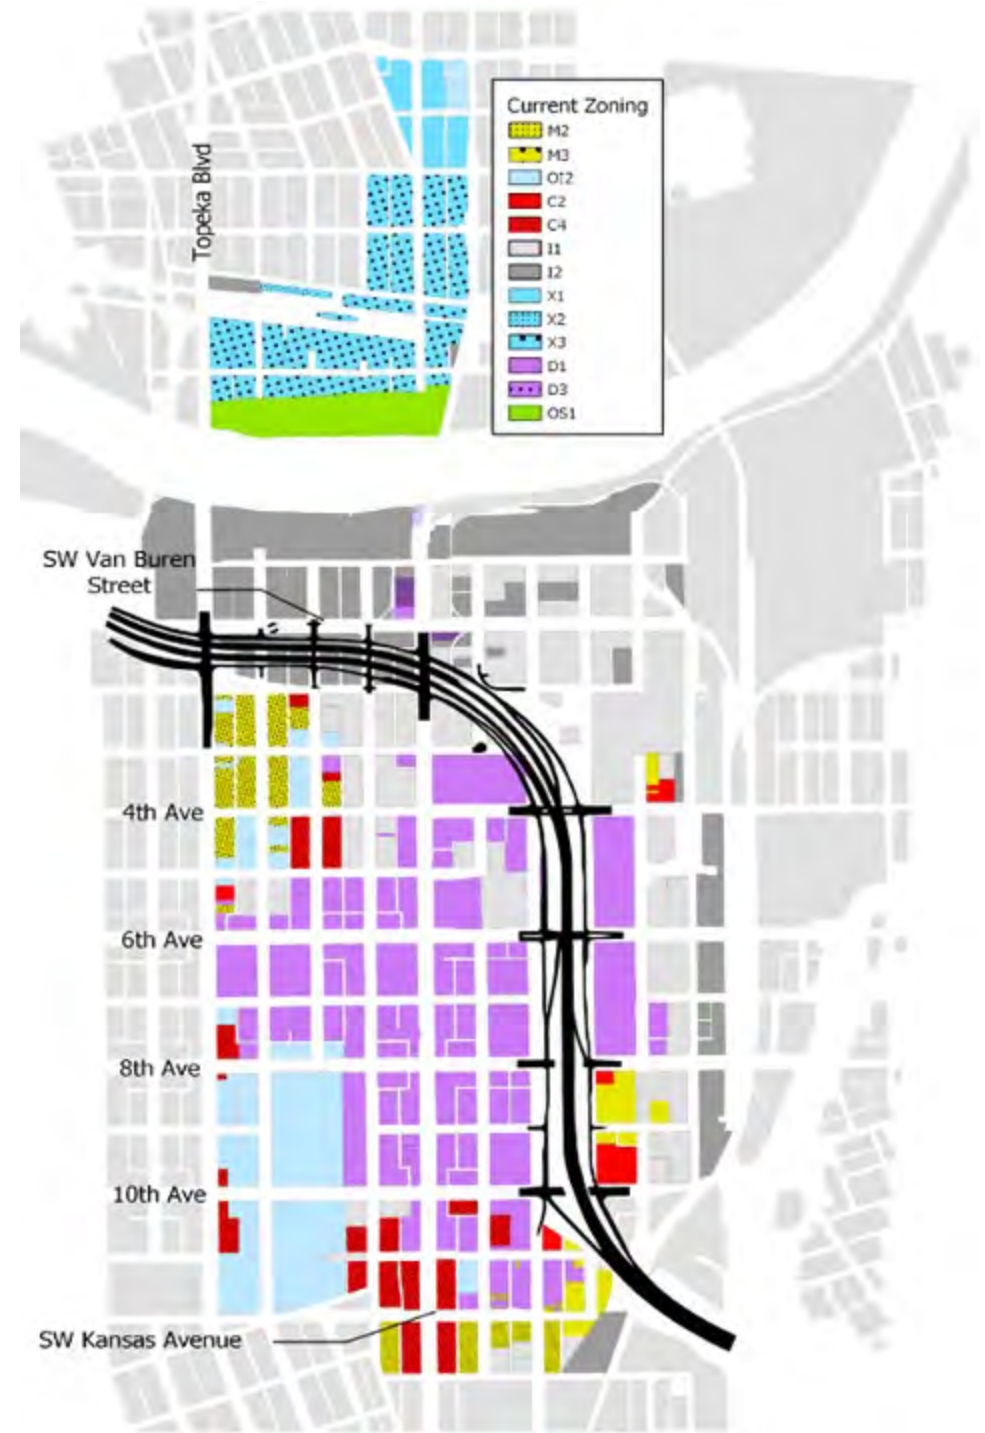 Current Zoning
M2
M3
OI2
C2
C4
I1
I2
X1
X2
X3
D1
D3
OS1
Topeka Blvd
SW Van Buren
Street
4th Ave
6th Ave
8th Ave
10th Ave
SW Kansas Avenue